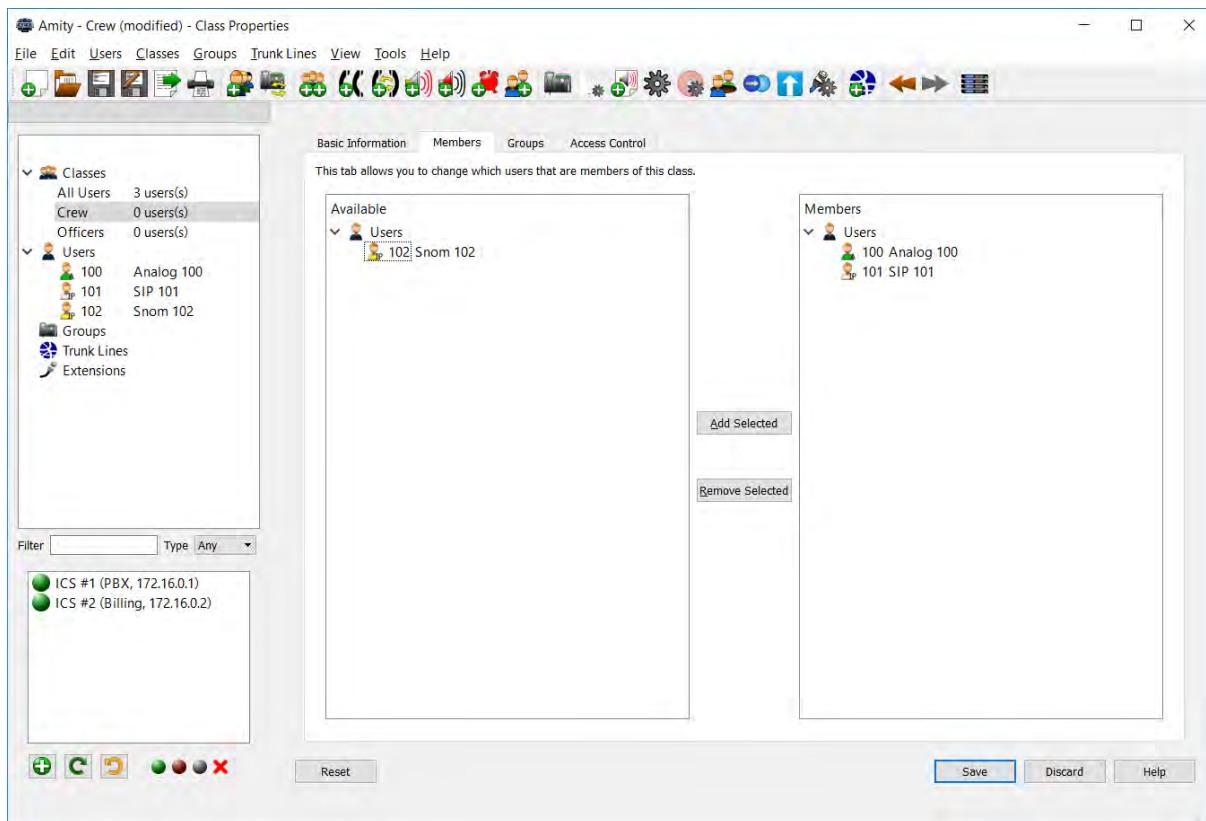 Amity - Crew (modified) - Class Properties
File Edit Users Classes Groups Trunk Lines View Tools Help
Basic Information Members Groups Access Control
This tab allows you to change which users that are members of this class.
Classes
All Users 3 users(s)
Crew 0 users(s)
Officers 0 users(s)
Users
100 Analog 100
101 SIP 101
102 Snom 102
Groups
Trunk Lines
Extensions
Filter Type Any
ICS #1 (PBX, 172.16.0.1)
ICS #2 (Billing, 172.16.0.2)
Available
Users
102 Snom 102
Add Selected
Remove Selected
Members
Users
100 Analog 100
101 SIP 101
Reset Save Discard Help